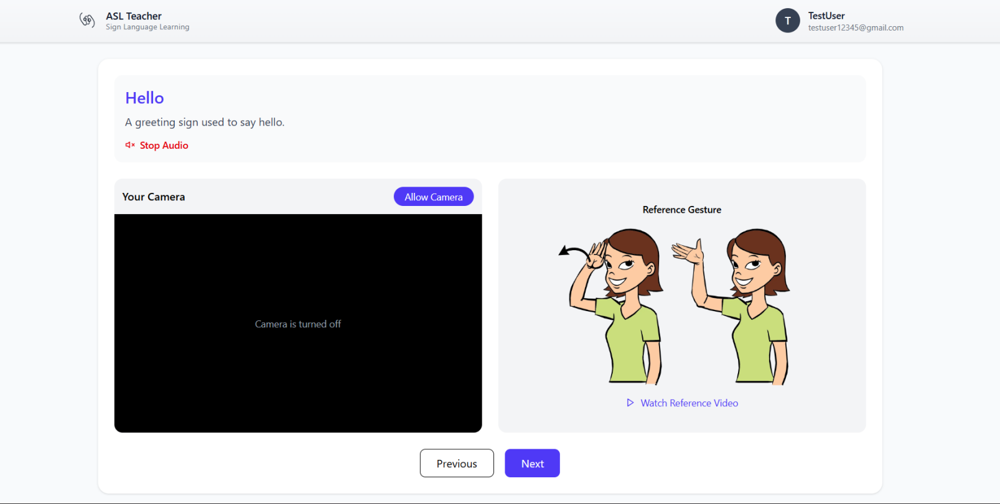 ASL Teacher
Sign Language Learning
T
TestUser
testuser12345@gmail.com
Hello
A greeting sign used to say hello.
Stop Audio
Your Camera
Allow Camera
Camera is turned off
Reference Gesture
Watch Reference Video
Previous
Next